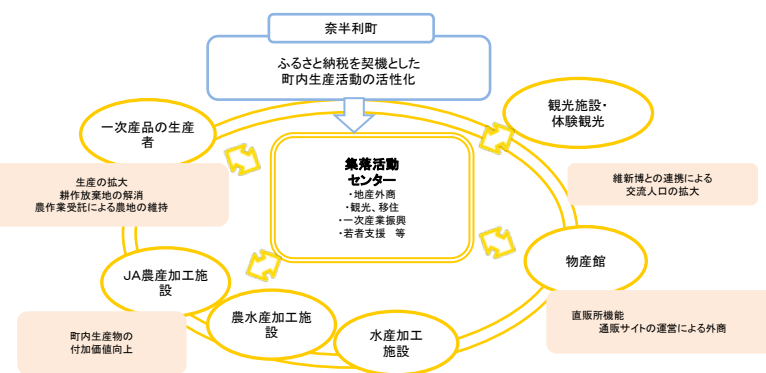 奈半利町
ふるさと納税を契機とした
町内生産活動の活性化
観光施設・
体験観光
一次産品の生産
者
集落活動
センター
・地産外商
・観光、移住
・一次産業振興
・若者支援　等
生産の拡大
耕作放棄地の解消
農作業受託による農地の維持
維新博との連携による
交流人口の拡大
物産館
JA農産加工施
設
農水産加工施
設
水産加工
施設
直販所機能
通販サイトの運営による外商
町内生産物の
付加価値向上